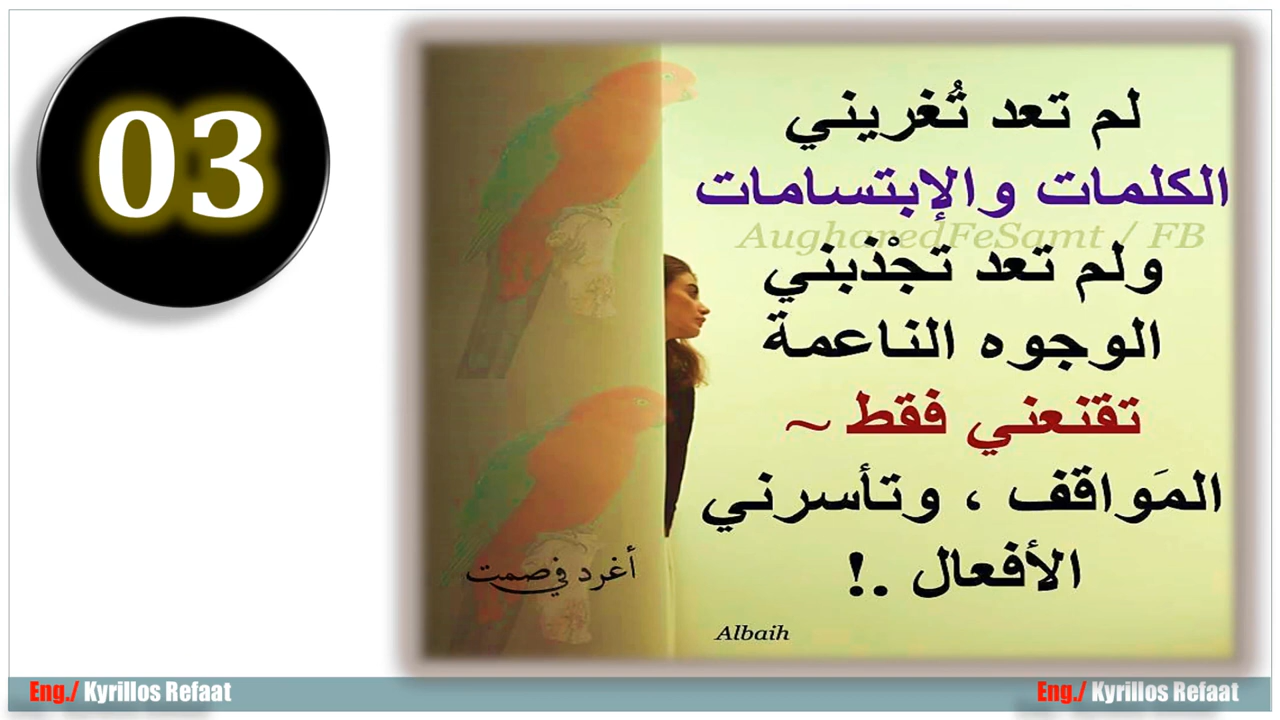 03
لم تعد تُغريني
الكلمات والإبتسامات
AugharedFeSamt / FB
ولم تعد تجْذبني
الوجوه الناعمة
تقنعني فقط ~
المَواقف ، وتأسرني
الأفعال .!
أغرد في صمت
Albaih
Eng./ Kyrillos Refaat
Eng./ Kyrillos Refaat